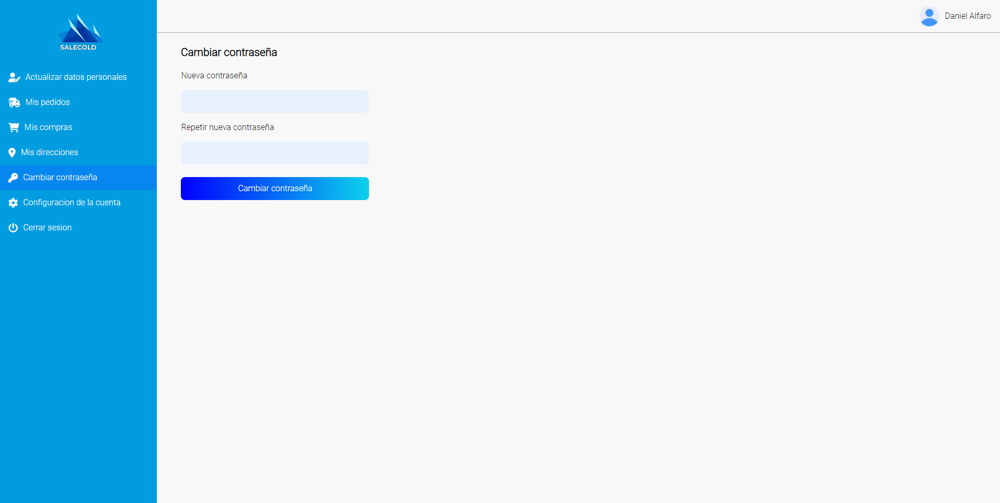 SALECOLD
Actualizar datos personales
Mis pedidos
Mis compras
Mis direcciones
Cambiar contraseña
Configuracion de la cuenta
Cerrar sesion
Daniel Alfaro
Cambiar contraseña
Nueva contraseña
Repetir nueva contraseña
Cambiar contraseña